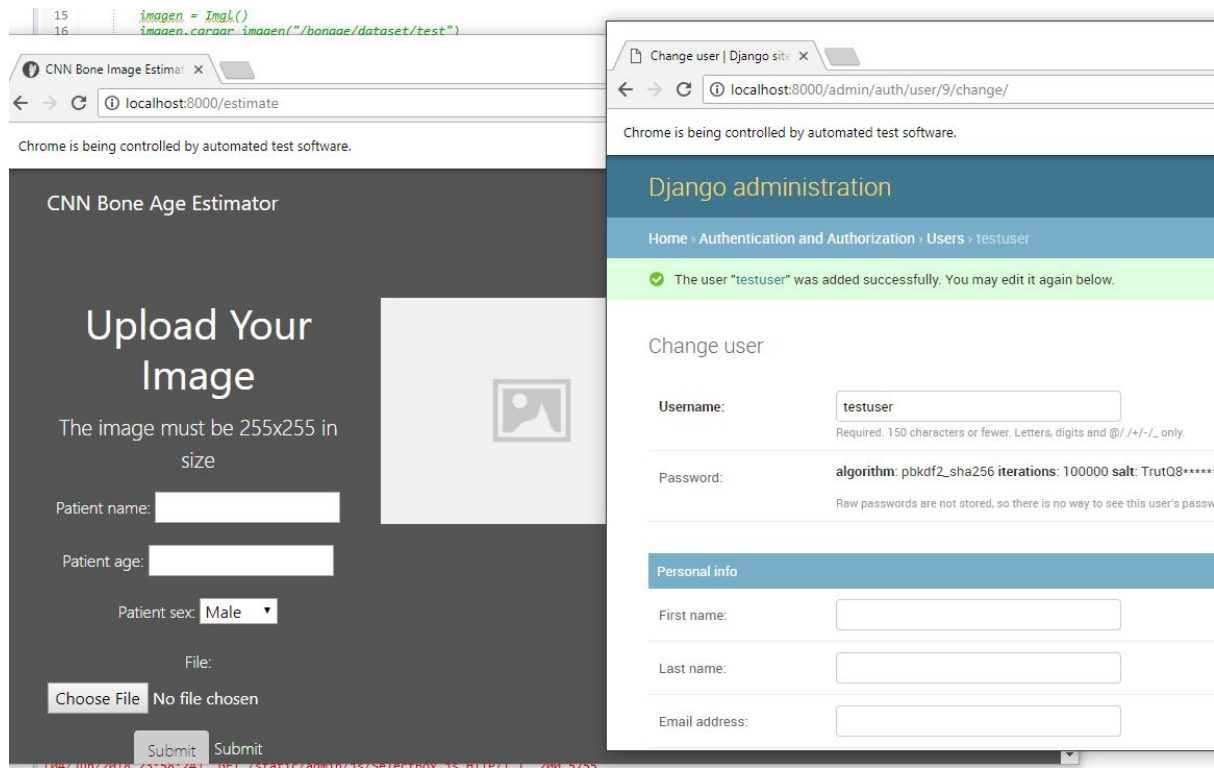 15 imagen = Imgl()
16 imagen.cargar_imagen("/bonage/dataset/test")
CNN Bone Image Estimat
localhost:8000/estimate
Chrome is being controlled by automated test software.
CNN Bone Age Estimator
Upload Your
Image
The image must be 255x255 in
size
Patient name:
Patient age:
Patient sex: Male
File:
Choose File No file chosen
Submit Submit
Change user | Django site
localhost:8000/admin/auth/user/9/change/
Chrome is being controlled by automated test software.
Django administration
Home › Authentication and Authorization › Users › testuser
The user "testuser" was added successfully. You may edit it again below.
Change user
Username: testuser
Required. 150 characters or fewer. Letters, digits and @/./+/-/_ only.
Password: algorithm: pbkdf2_sha256 iterations: 100000 salt: TrutQ8*****
Raw passwords are not stored, so there is no way to see this user's passw
Personal info
First name:
Last name:
Email address: